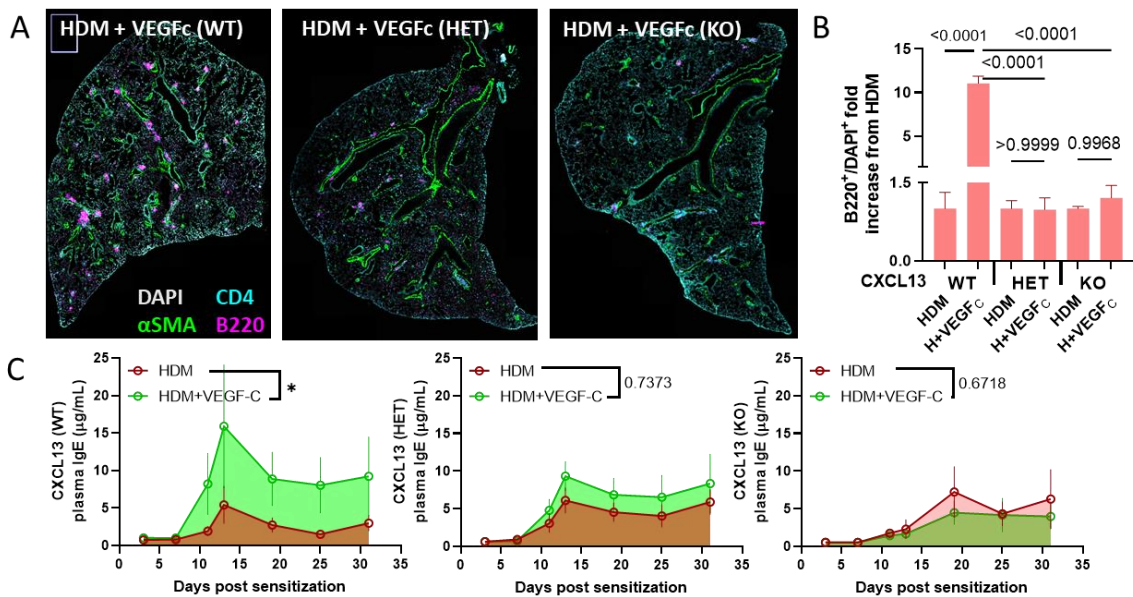 A
HDM + VEGFc (WT)
HDM + VEGFc (HET)
HDM + VEGFc (KO)
DAPI CD4
αSMA B220
B
B220+/DAPI+ fold
increase from HDM
15
10
5
1.5
0.0
<0.0001
<0.0001
<0.0001
>0.9999
0.9968
CXCL13 WT HET KO
HDM
H+VEGFC
HDM
H+VEGFC
HDM
H+VEGFC
C
CXCL13 (WT)
plasma IgE (µg/mL)
25
20
15
10
5
0
HDM
HDM+VEGF-C
*
0 5 10 15 20 25 30 35
Days post sensitization
CXCL13 (HET)
plasma IgE (µg/mL)
25
20
15
10
5
0
HDM
HDM+VEGF-C
0.7373
0 5 10 15 20 25 30 35
Days post sensitization
CXCL13 (KO)
plasma IgE (µg/mL)
25
20
15
10
5
0
HDM
HDM+VEGF-C
0.6718
0 5 10 15 20 25 30 35
Days post sensitization